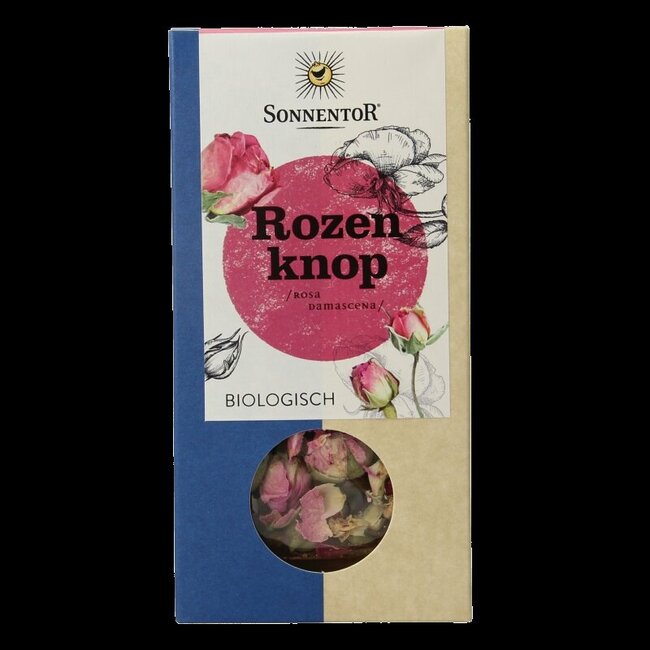 SONNENTOR®
Rozen
knop
/ROSA
DAMASCENA/
BIOLOGISCH